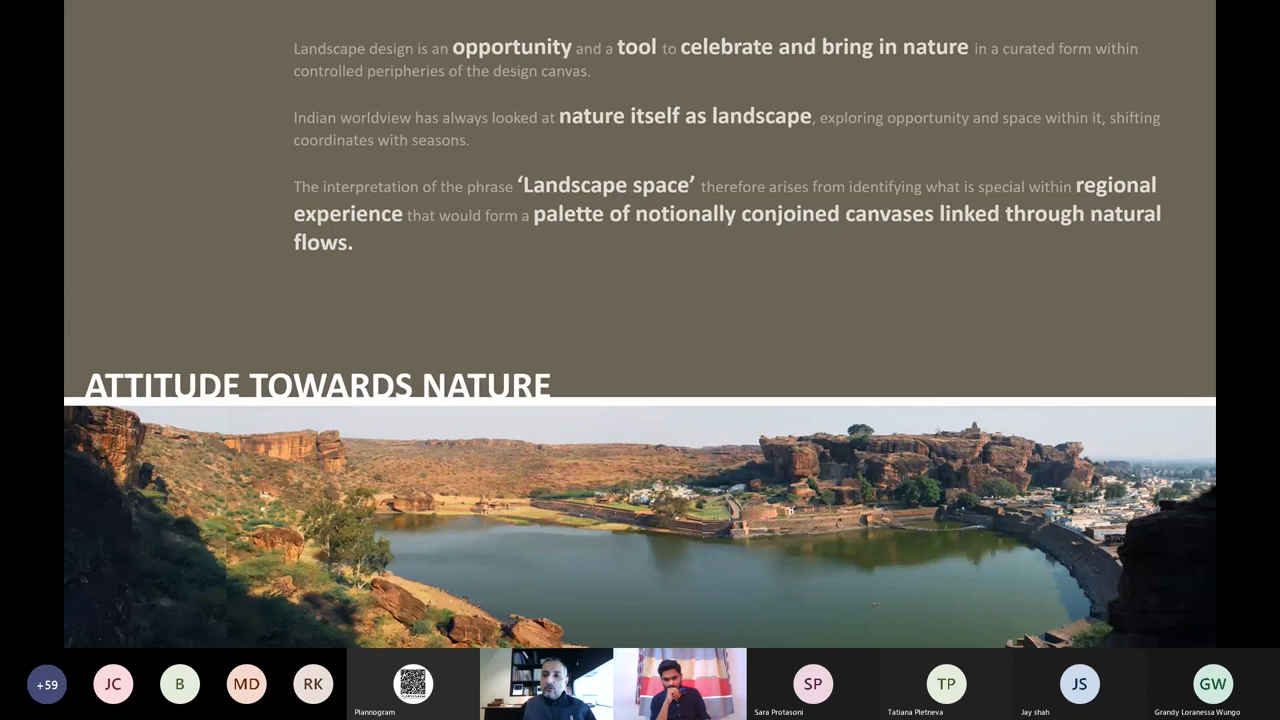 Landscape design is an opportunity and a tool to celebrate and bring in nature in a curated form within
controlled peripheries of the design canvas.
Indian worldview has always looked at nature itself as landscape, exploring opportunity and space within it, shifting
coordinates with seasons.
The interpretation of the phrase ‘Landscape space’ therefore arises from identifying what is special within regional
experience that would form a palette of notionally conjoined canvases linked through natural
flows.
ATTITUDE TOWARDS NATURE
+59
JC
B
MD
RK
Plannogram
SP
Sara Protasoni
TP
Tatiana Pletneva
JS
Jay shah
GW
Grandy Loranessa Wungo